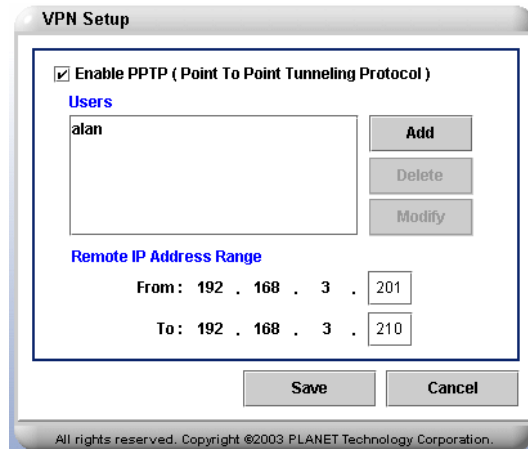 VPN Setup
Enable PPTP ( Point To Point Tunneling Protocol )
Users
alan
Add
Delete
Modify
Remote IP Address Range
From : 192 . 168 . 3 . 201
To : 192 . 168 . 3 . 210
Save Cancel
All rights reserved. Copyright ©2003 PLANET Technology Corporation.